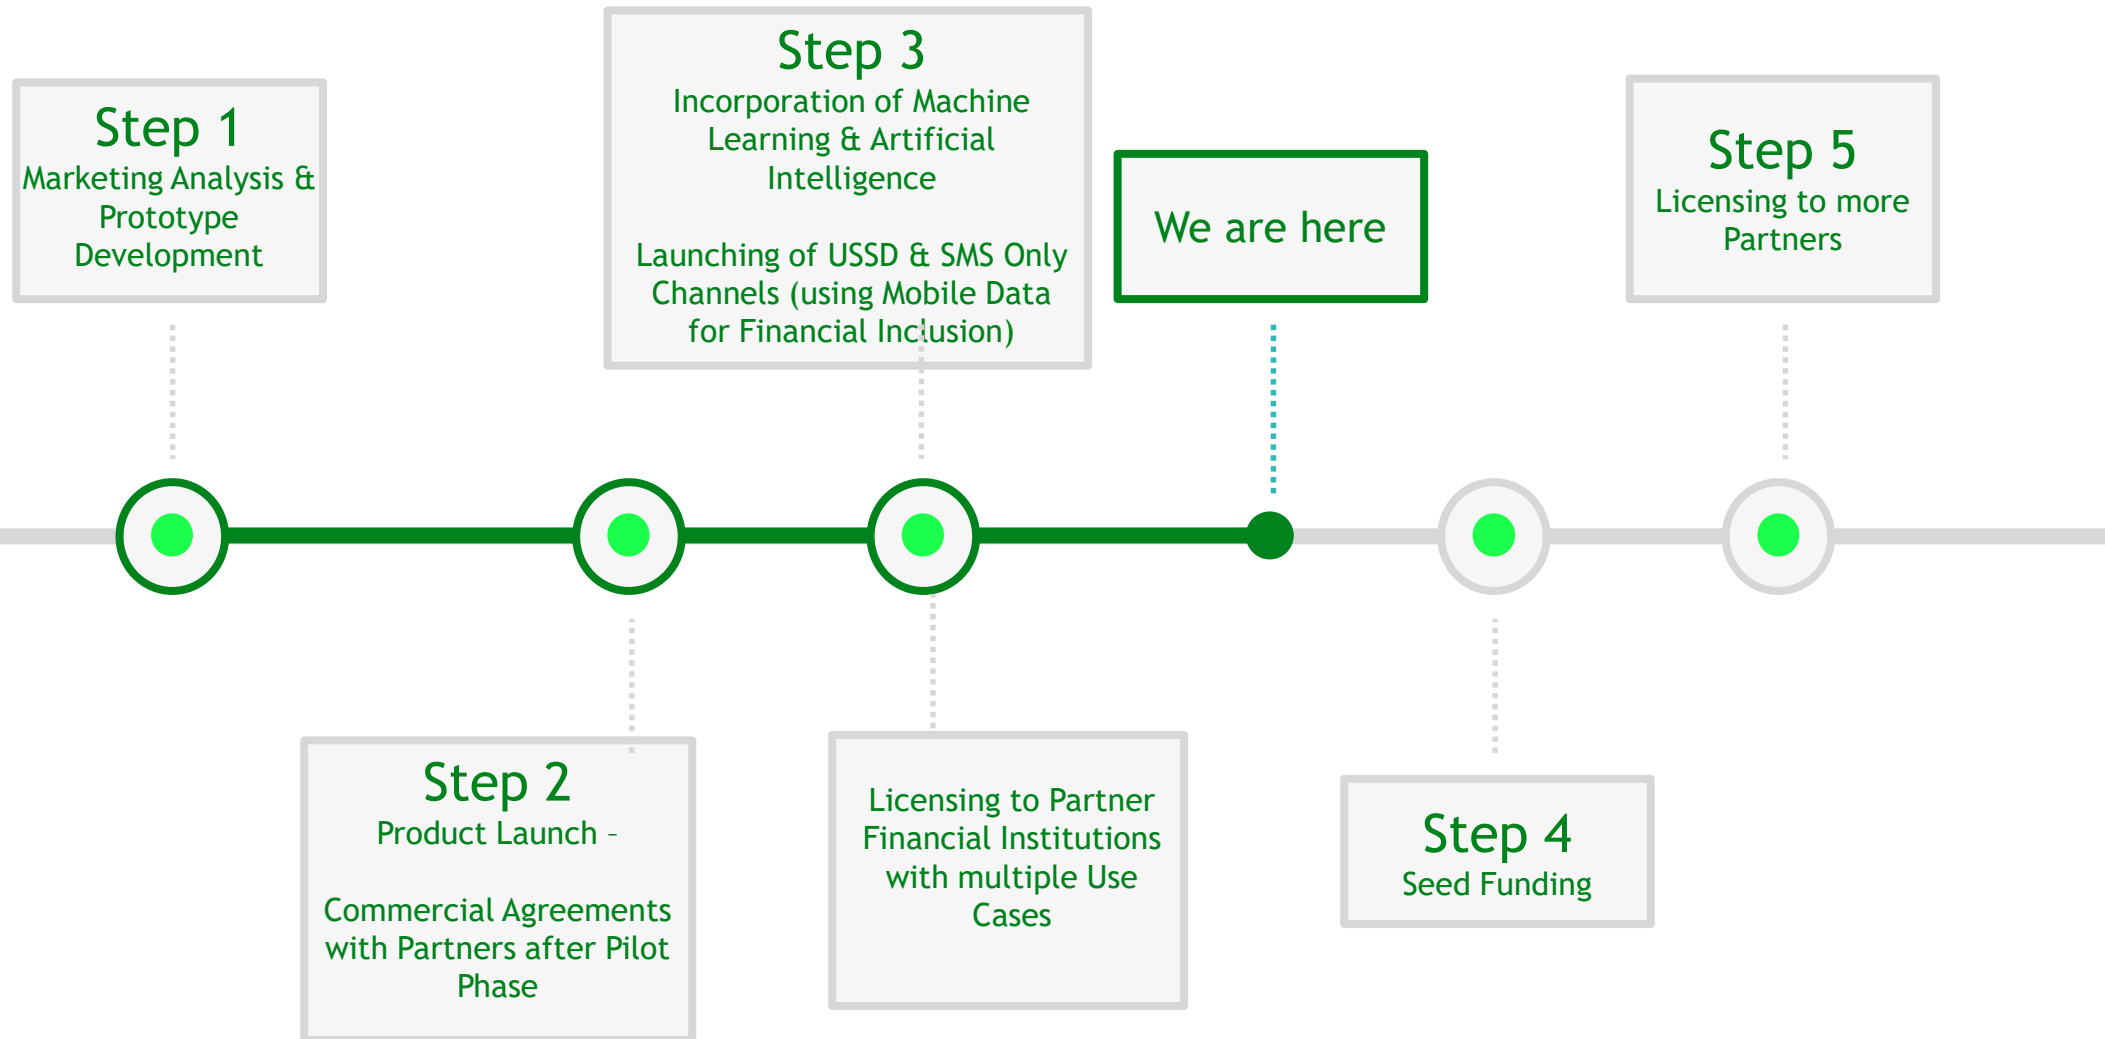 Step 1
Marketing Analysis &
Prototype
Development
Step 2
Product Launch –
Commercial Agreements
with Partners after Pilot
Phase
Step 3
Incorporation of Machine
Learning & Artificial
Intelligence
Launching of USSD & SMS Only
Channels (using Mobile Data
for Financial Inclusion)
Licensing to Partner
Financial Institutions
with multiple Use
Cases
We are here
Step 4
Seed Funding
Step 5
Licensing to more
Partners